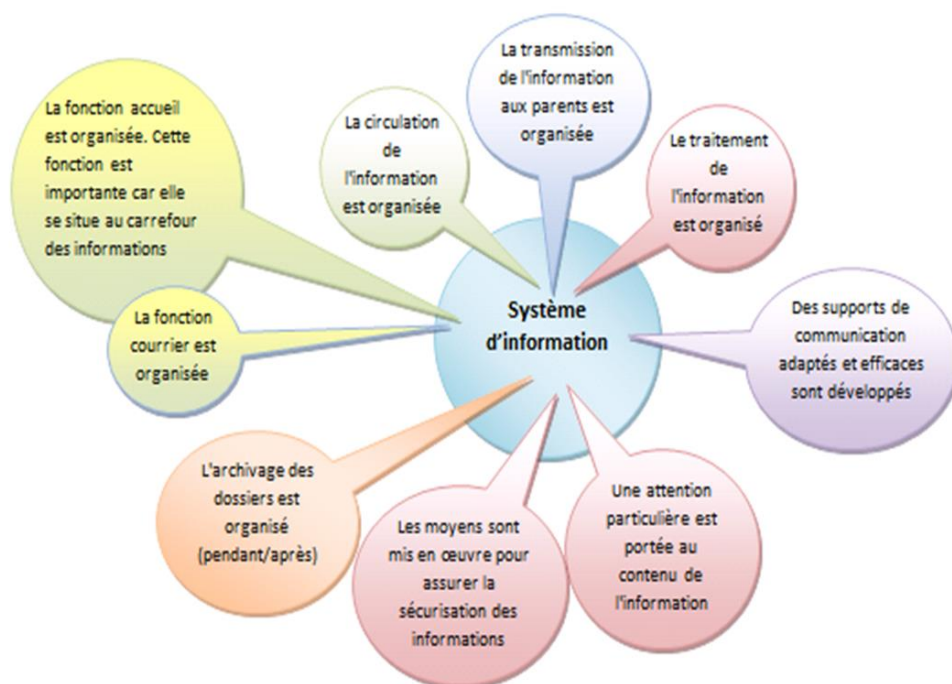 La transmission
de l'information
aux parents est
organisée
La fonction accueil
est organisée. Cette
fonction est
importante car elle
se situe au carrefour
des informations
La circulation
de
l'information
est organisée
Le traitement
de
l'information
est organisé
Système
d'information
La fonction
courrier est
organisée
Des supports de
communication
adaptés et efficaces
sont développés
L'archivage des
dossiers est
organisé
(pendant/après)
Les moyens sont
mis en œuvre pour
assurer la
sécurisation des
informations
Une attention
particulière est
portée au
contenu de
l'information